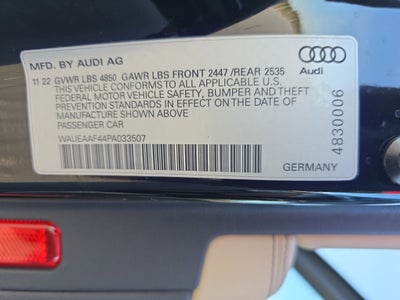 MFD. BY AUDI AG
Audi
11 22 GVWR LBS 4850 GAWR LBS FRONT 2447 /REAR 2535
THIS VEHICLE CONFORMS TO ALL APPLICABLE U.S.
FEDERAL MOTOR VEHICLE SAFETY, BUMPER AND THEFT
PREVENTION STANDARDS IN EFFECT ON THE DATE OF
MANUFACTURE SHOWN ABOVE
PASSENGER CAR
WAUEAAF44PA033507
GERMANY
4830006